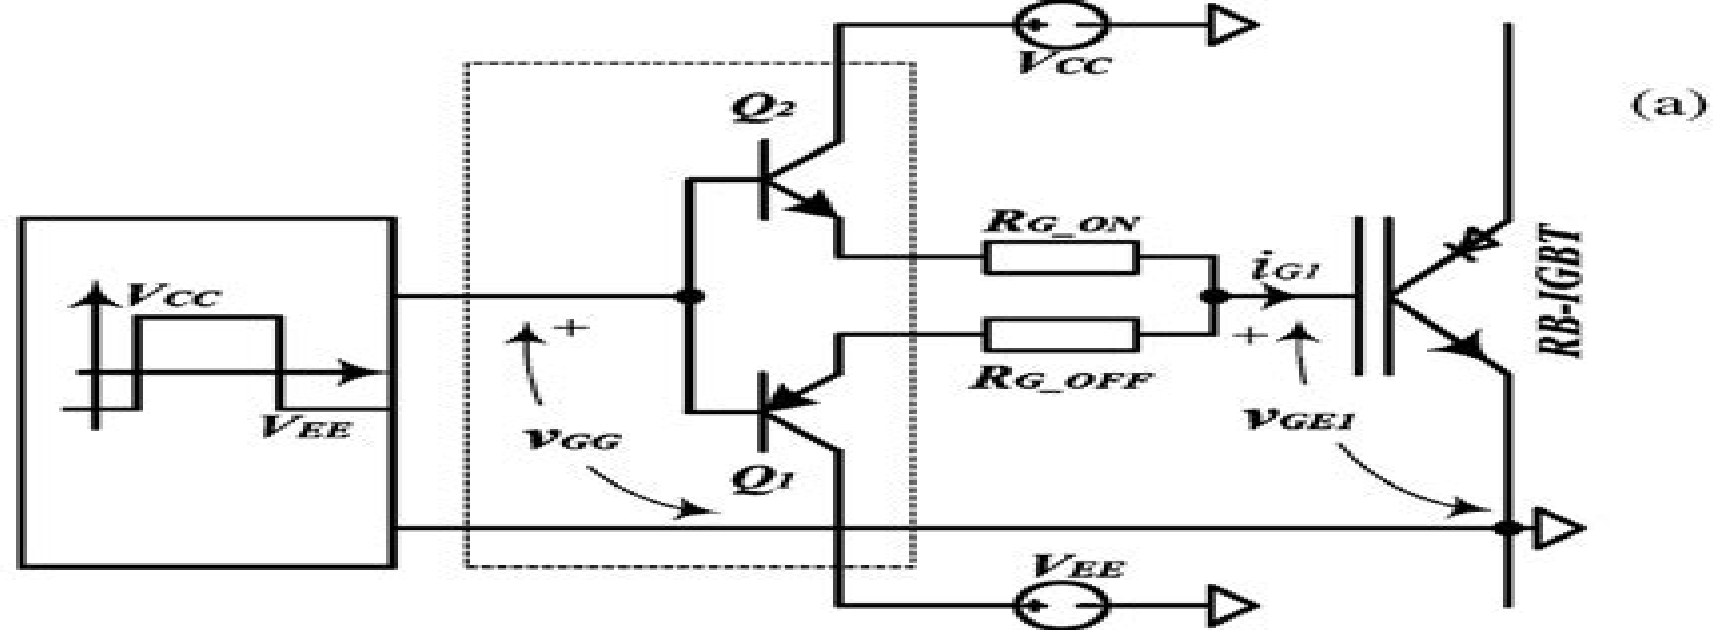 VCC
(a)
Q2
RG_ON
iG1
RB-IGBT
VCC
+
+
RG_OFF
VEE
vGG
vGE1
Q1
VEE